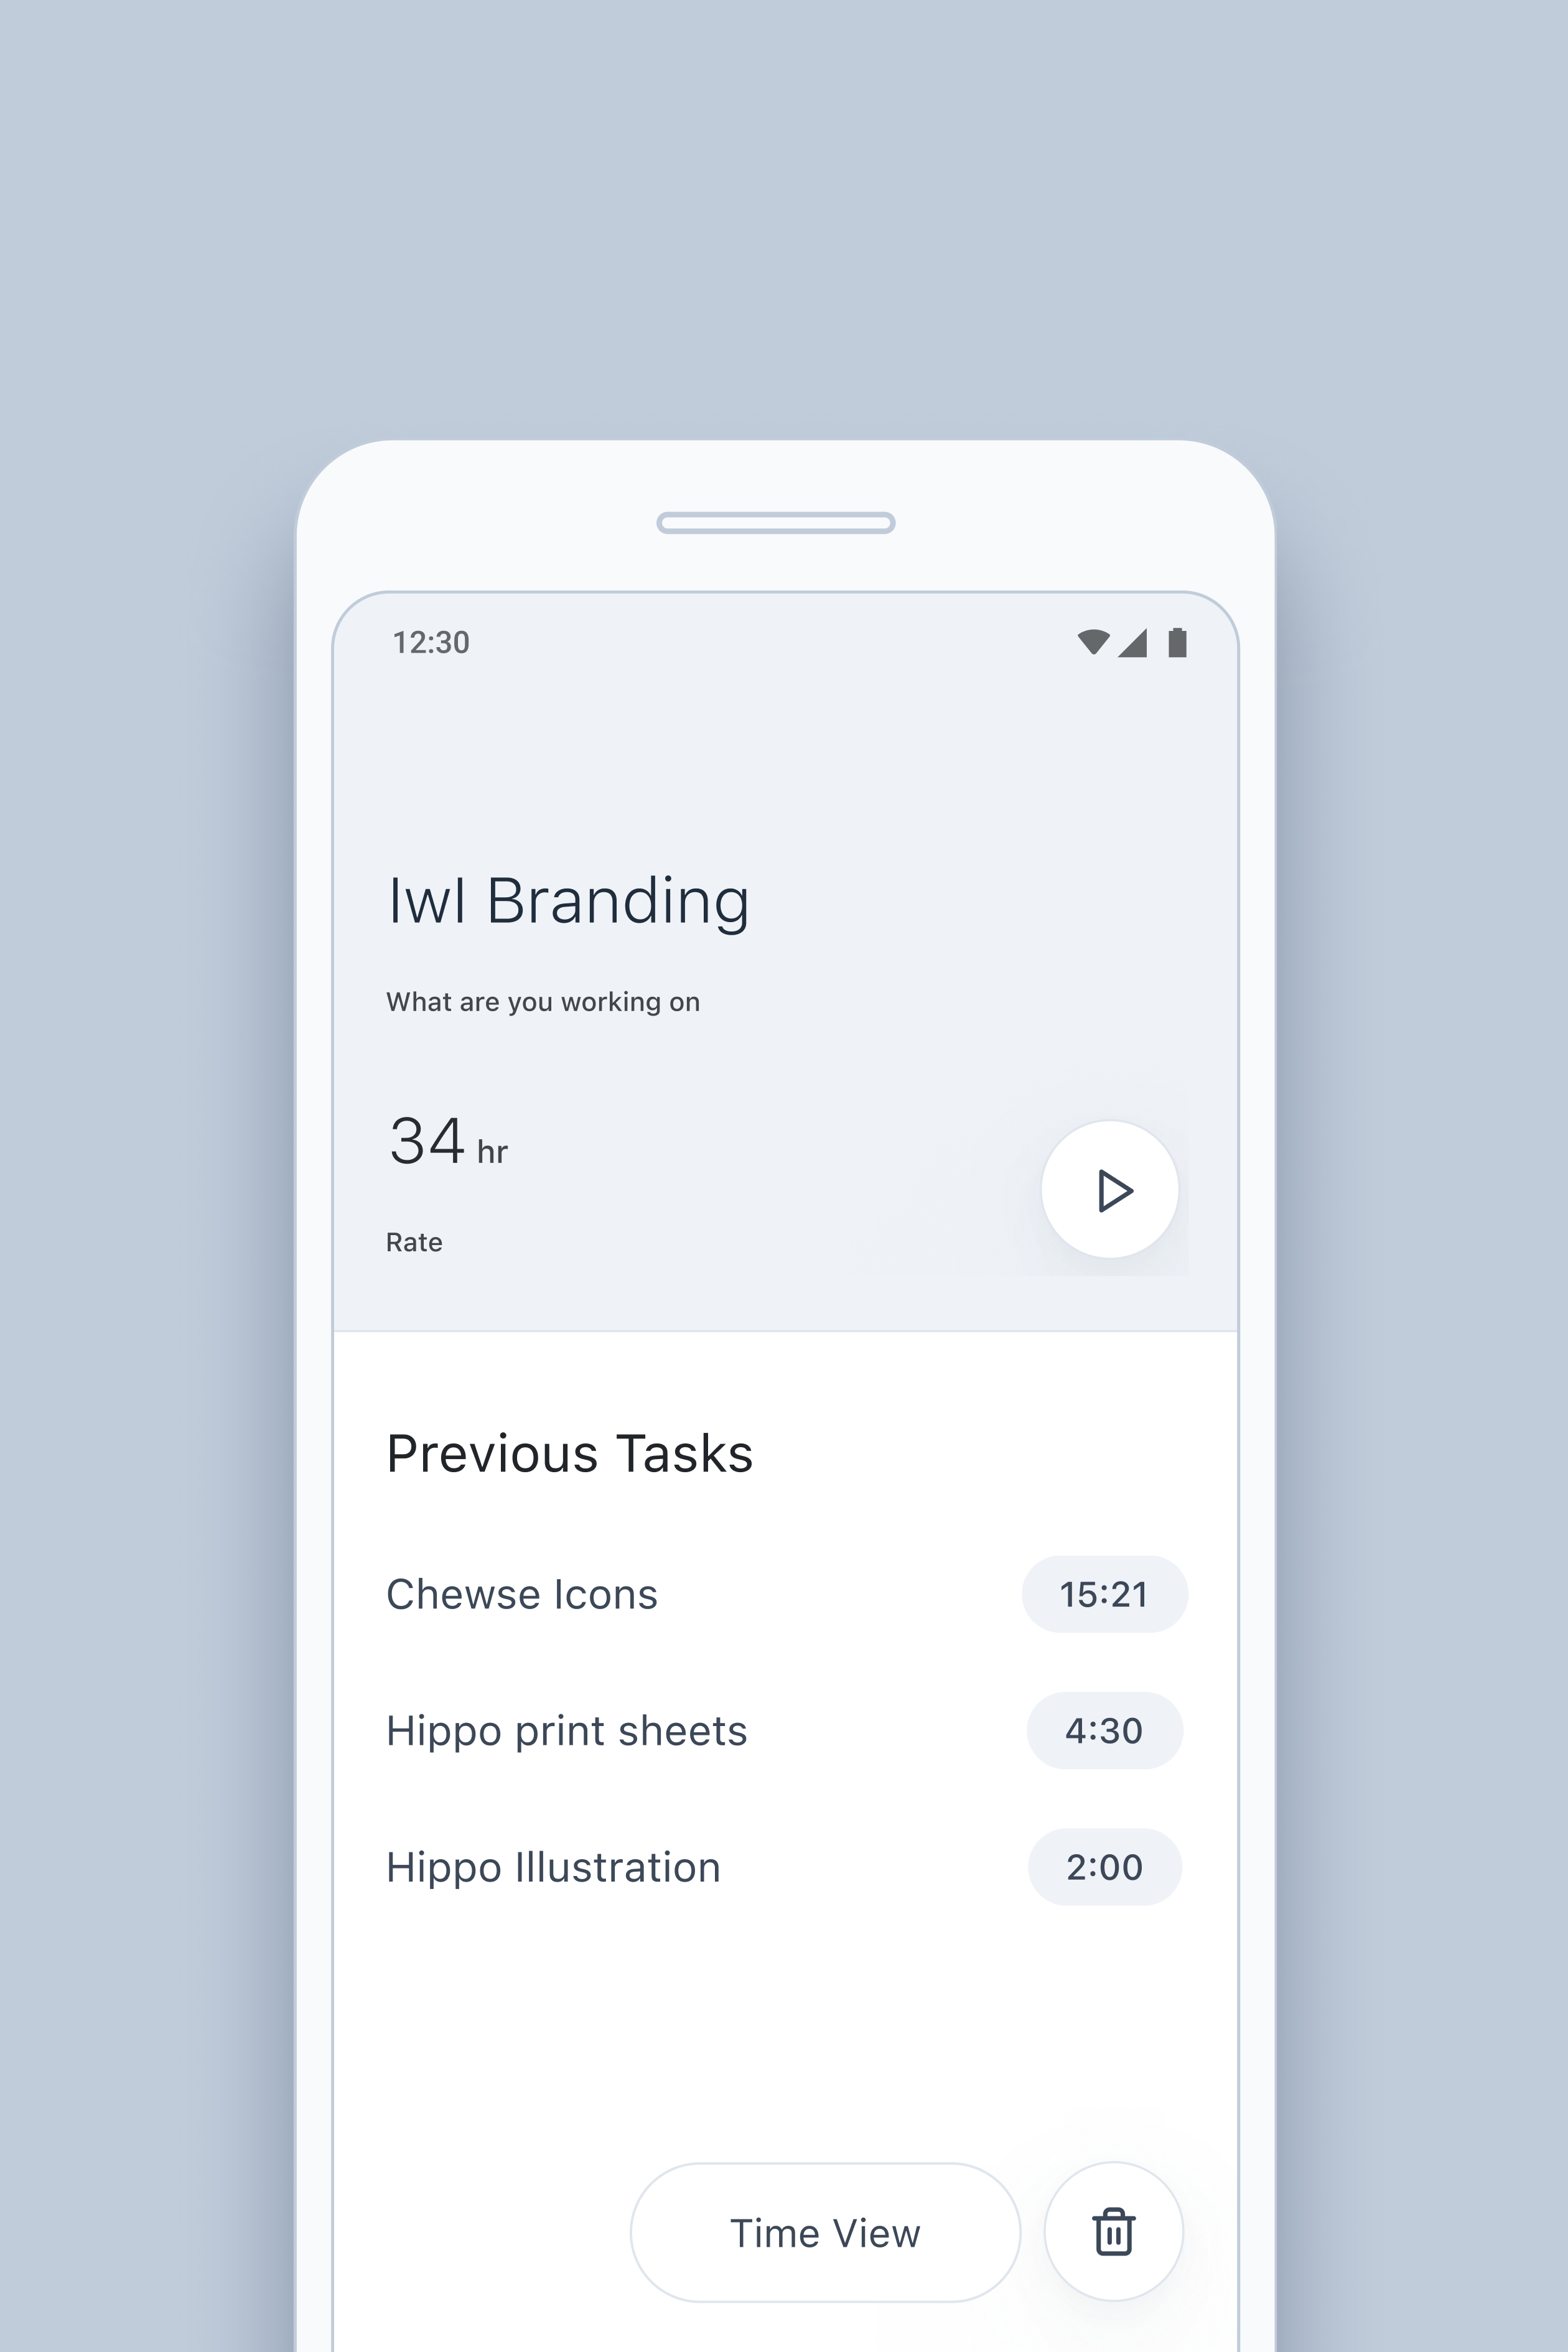 12:30
Iwl Branding
What are you working on
34 hr
Rate
Previous Tasks
Chewse Icons 15:21
Hippo print sheets 4:30
Hippo Illustration 2:00
Time View